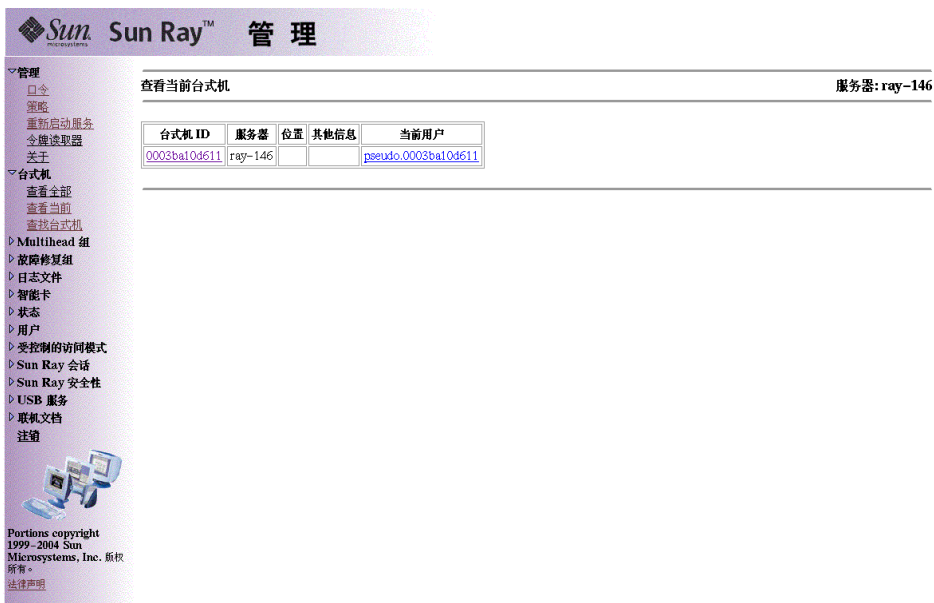 Sun microsystems Sun Ray™ 管 理
管理
口令
策略
重新启动服务
令牌读取器
关于
台式机
查看全部
查看当前
查找台式机
Multihead 组
故障修复组
日志文件
智能卡
状态
用户
受控制的访问模式
Sun Ray 会话
Sun Ray 安全性
USB 服务
联机文档
注销
Portions copyright
1999-2004 Sun
Microsystems, Inc. 版权
所有。
法律声明
查看当前台式机 服务器: ray-146
台式机 ID 服务器 位置 其他信息 当前用户
0003ba10d611 ray-146 pseudo.0003ba10d611